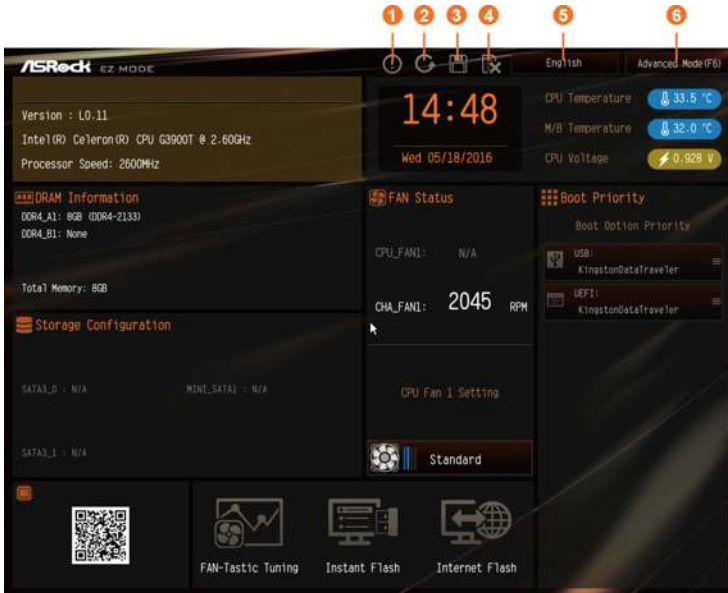 1 2 3 4 5 6
ASRock EZ MODE
English
Advanced Mode(F6)
Version : L0.11
Intel(R) Celeron(R) CPU G3900T @ 2.60GHz
Processor Speed: 2600MHz
14:48
Wed 05/18/2016
CPU Temperature 33.5 °C
M/B Temperature 32.0 °C
CPU Voltage 0.928 V
DRAM Information
DDR4_A1: 8GB (DDR4-2133)
DDR4_B1: None
Total Memory: 8GB
Storage Configuration
SATA3_0 : N/A MINI_SATA1 : N/A
SATA3_1 : N/A
FAN Status
CPU_FAN1: N/A
CHA_FAN1: 2045 RPM
CPU Fan 1 Setting
Standard
Boot Priority
Boot Option Priority
USB:
KingstonDataTraveler
UEFI:
KingstonDataTraveler
FAN-Tastic Tuning
Instant Flash
Internet Flash